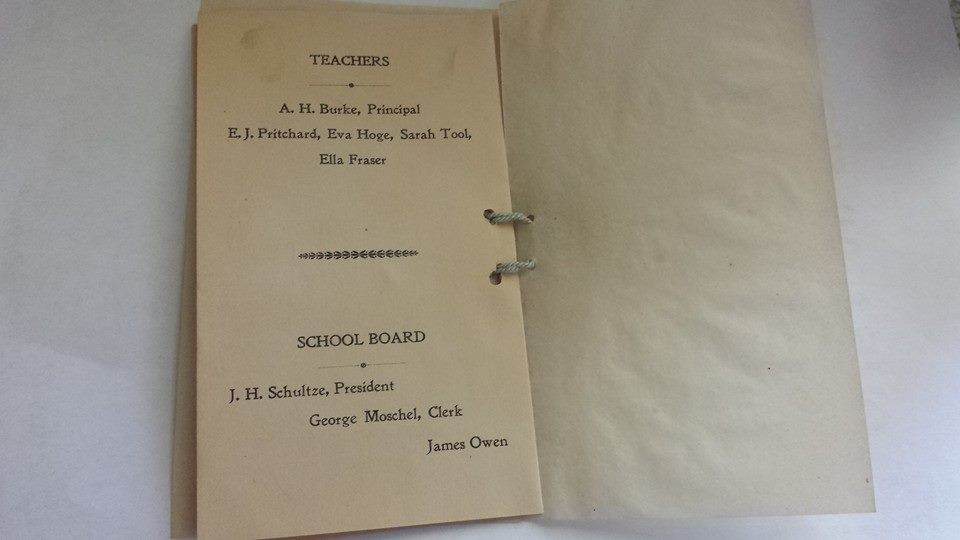 TEACHERS
A. H. Burke, Principal
E. J. Pritchard, Eva Hoge, Sarah Tool,
Ella Fraser
SCHOOL BOARD
J. H. Schultze, President
George Moschel, Clerk
James Owen